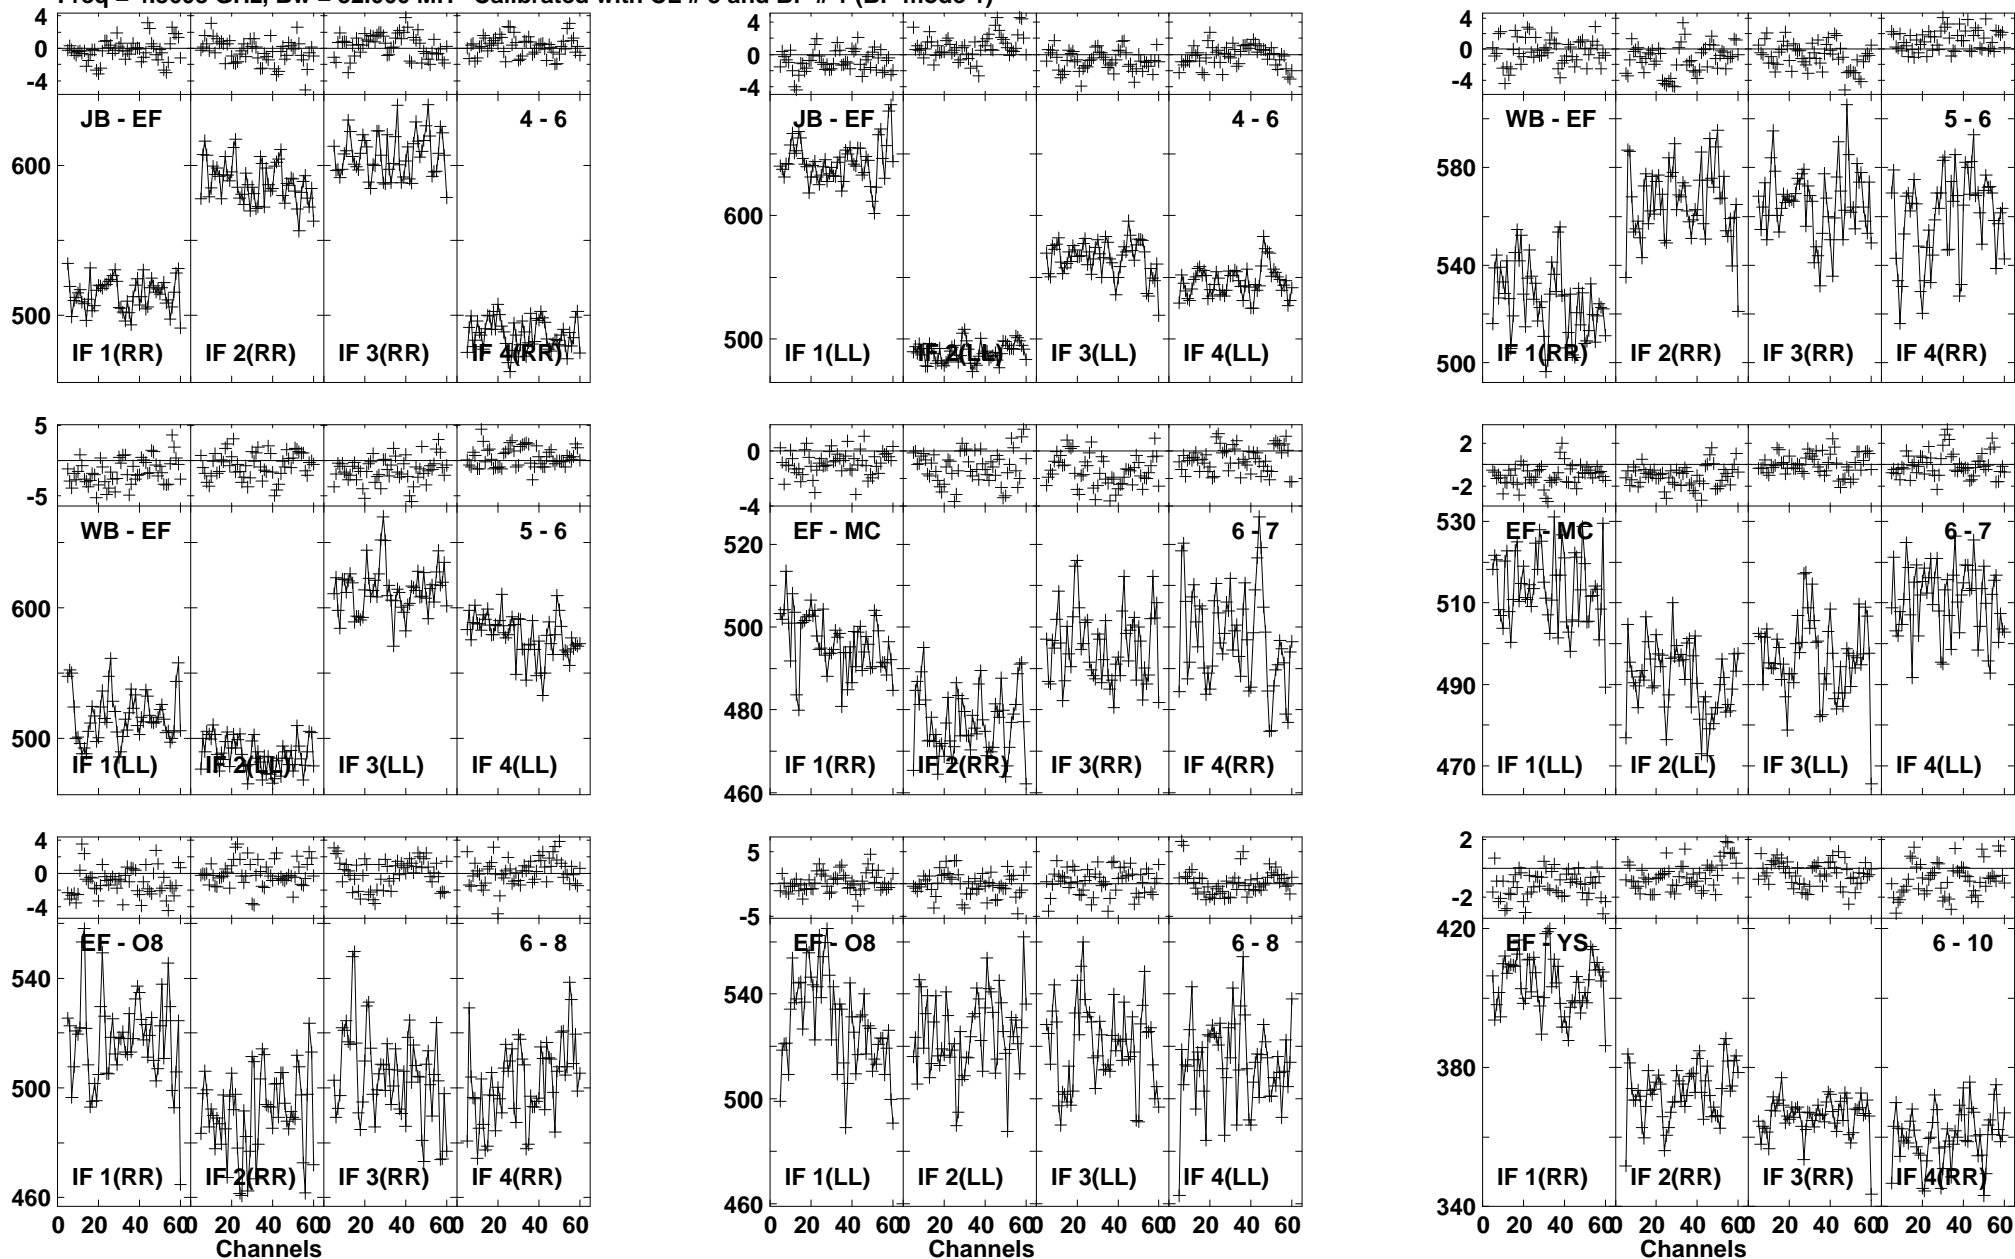 4 4 4
0 0 0
-4 -4 -4
JB - EF 4 - 6 JB - EF 4 - 6 WB - EF 5 - 6
600 600 580
500 500 540
500
IF 1(RR) IF 2(RR) IF 3(RR) IF 4(RR) IF 1(LL) IF 2(LL) IF 3(LL) IF 4(LL) IF 1(RR) IF 2(RR) IF 3(RR) IF 4(RR)
5 0 2
-5 -4 -2
WB - EF 5 - 6 EF - MC 6 - 7 EF - MC 6 - 7
600 520 530
500 500 510
480 490
460 470
IF 1(LL) IF 2(LL) IF 3(LL) IF 4(LL) IF 1(RR) IF 2(RR) IF 3(RR) IF 4(RR) IF 1(LL) IF 2(LL) IF 3(LL) IF 4(LL)
4 5 2
0 -5 -2
-4
EF - O8 6 - 8 EF - O8 6 - 8 EF - YS 6 - 10
540 540 420
500 500 380
460 460 340
IF 1(RR) IF 2(RR) IF 3(RR) IF 4(RR) IF 1(LL) IF 2(LL) IF 3(LL) IF 4(LL) IF 1(RR) IF 2(RR) IF 3(RR) IF 4(RR)
0 20 40 60 0 20 40 60 0 20 40 60 0 20 40 60 0 20 40 60 0 20 40 60 0 20 40 60 0 20 40 60 0 20 40 60 0 20 40 60 0 20 40 60 0 20 40 60
Channels Channels